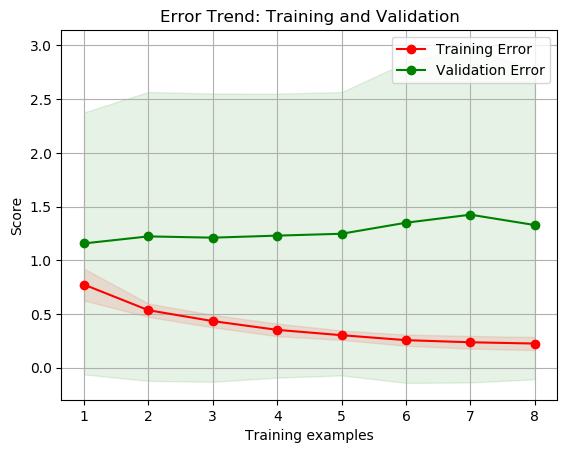 Error Trend: Training and Validation
Training Error
Validation Error
3.0
2.5
2.0
1.5
1.0
0.5
0.0
Score
1 2 3 4 5 6 7 8
Training examples